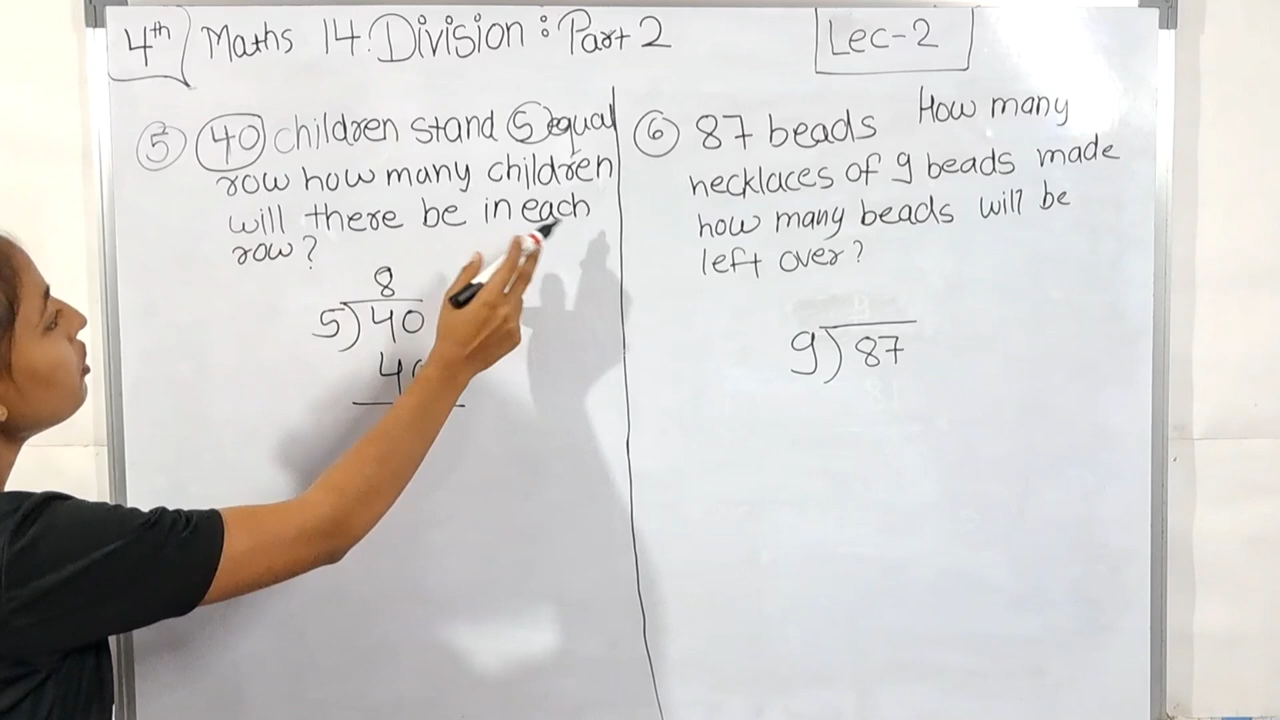 4th Maths 14. Division : Part 2
Lec-2
5 40 children stand 5 equal
row how many children
will there be in each
row?
8
5)40
40
6 87 beads How many
necklaces of 9 beads made
how many beads will be
left over?
9)87